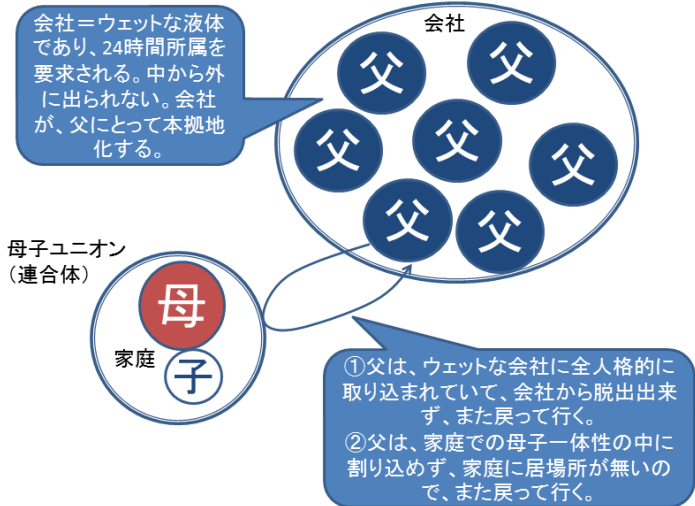 会社＝ウェットな液体
であり、24時間所属を
要求される。中から外
に出られない。会社
が、父にとって本拠地
化する。
会社
父
父
父
父
父
父
父
母子ユニオン
（連合体）
母
家庭
子
①父は、ウェットな会社に全人格的に
取り込まれていて、会社から脱出出来
ず、また戻って行く。
②父は、家庭での母子一体性の中に
割り込めず、家庭に居場所が無いの
で、また戻って行く。